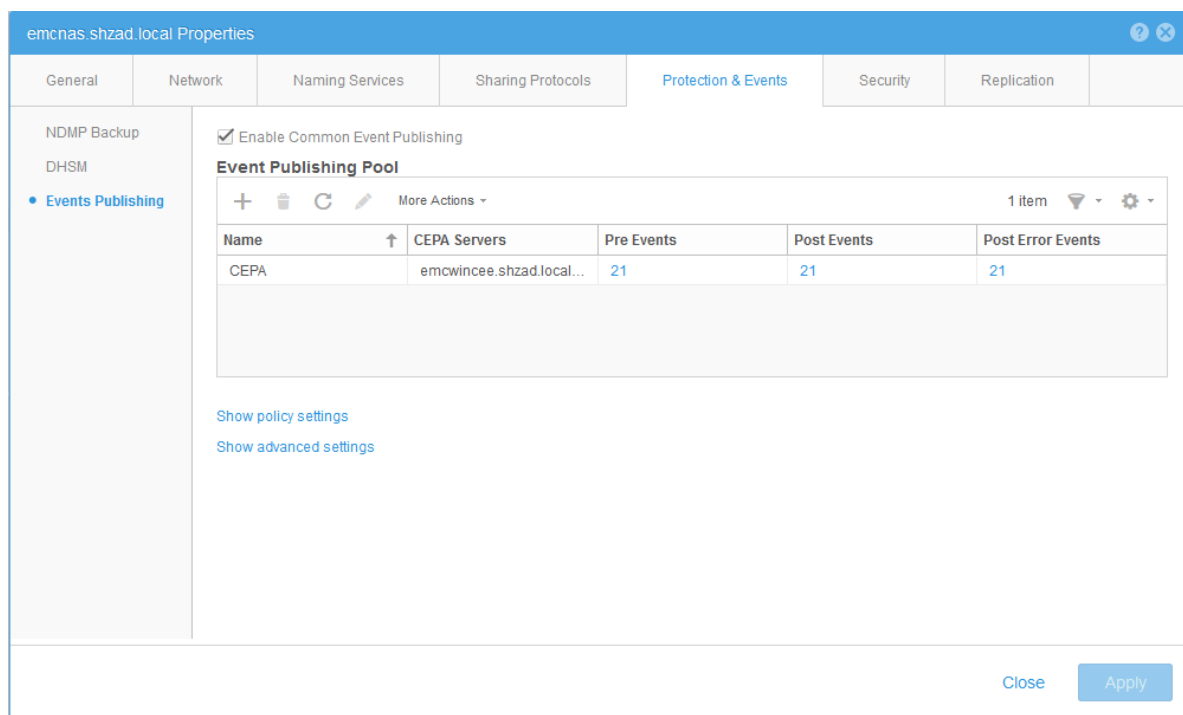 emcnas.shzad.local Properties
General Network Naming Services Sharing Protocols Protection & Events Security Replication
NDMP Backup
DHSM
Events Publishing
Enable Common Event Publishing
Event Publishing Pool
More Actions 1 item
Name CEPA Servers Pre Events Post Events Post Error Events
CEPA emcwincee.shzad.local... 21 21 21
Show policy settings
Show advanced settings
Close Apply